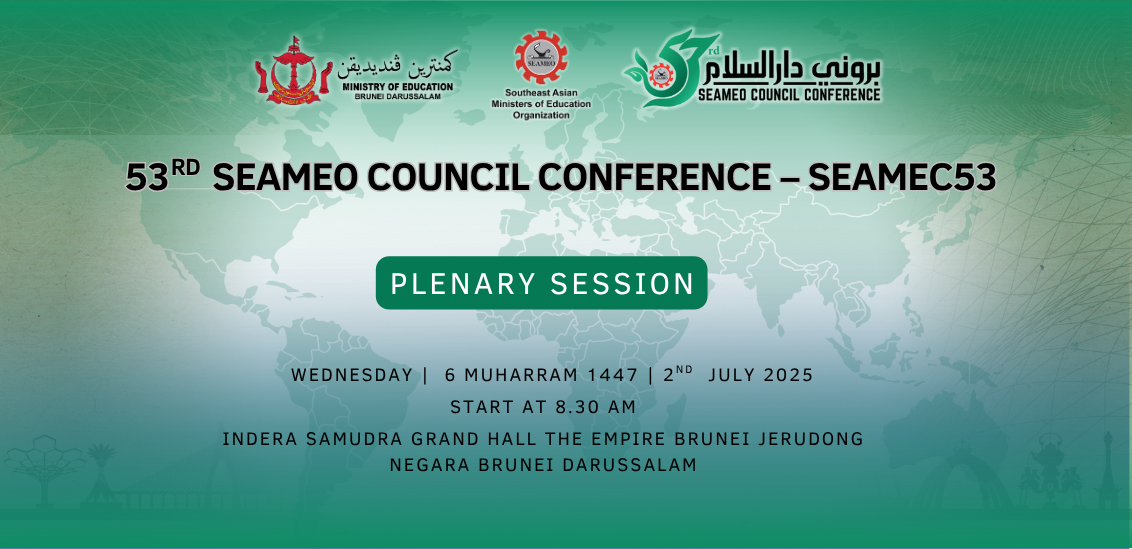 كمنترين ڤنديديقن
MINISTRY OF EDUCATION
BRUNEI DARUSSALAM
SEAMEO
Southeast Asian
Ministers of Education
Organization
53rd
بروني دارالسلام
SEAMEO COUNCIL CONFERENCE
53RD SEAMEO COUNCIL CONFERENCE – SEAMEC53
PLENARY SESSION
WEDNESDAY | 6 MUHARRAM 1447 | 2ND JULY 2025
START AT 8.30 AM
INDERA SAMUDRA GRAND HALL THE EMPIRE BRUNEI JERUDONG
NEGARA BRUNEI DARUSSALAM